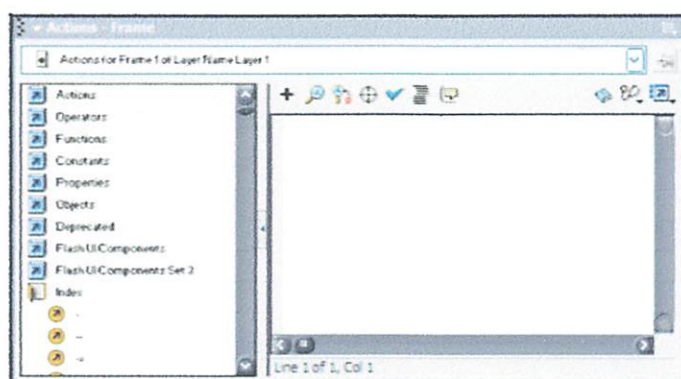 Actions - Frame
Actions for Frame 1 of Layer Name Layer 1
Actions
Operators
Functions
Constants
Properties
Objects
Deprecated
Flash UI Components
Flash UI Components Set 2
Index
-
--
Line 1 of 1, Col 1